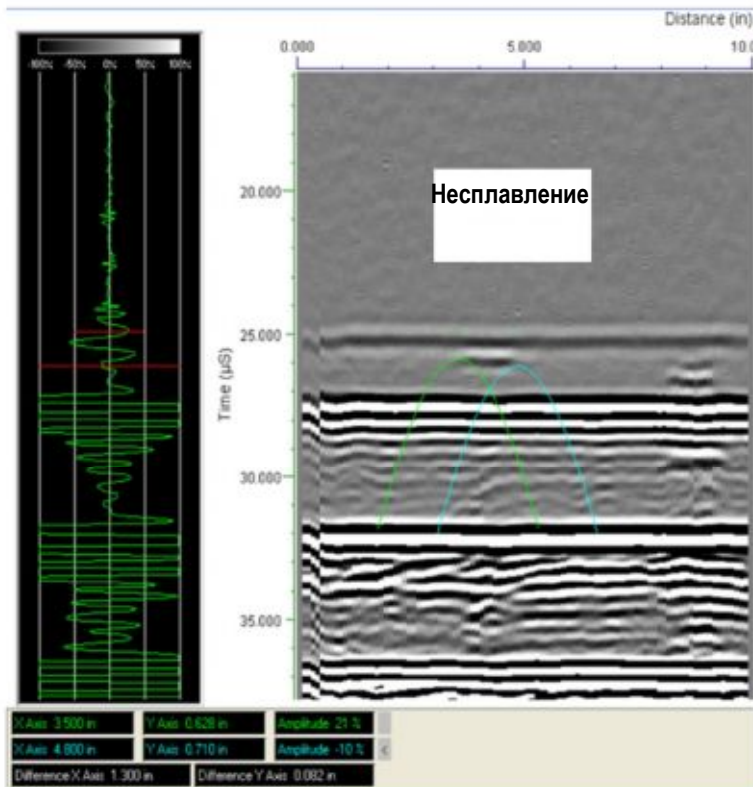 Distance (in)
0.000 5.000 10.0
-100% -50% 0% 50% 100%
20.000
Несплавление
25.000
Time (µS)
30.000
35.000
X Axis 3.500 in Y Axis 0.628 in Amplitude 21 %
X Axis 4.800 in Y Axis 0.710 in Amplitude -10 % <
Difference X Axis 1.300 in Difference Y Axis 0.082 in